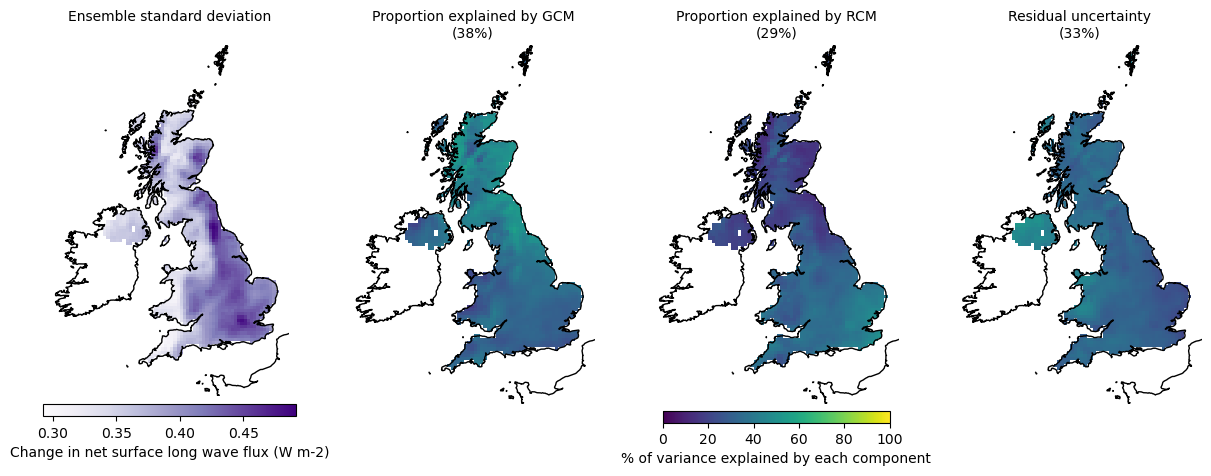 Ensemble standard deviation
Proportion explained by GCM
(38%)
Proportion explained by RCM
(29%)
Residual uncertainty
(33%)
0.30 0.35 0.40 0.45
Change in net surface long wave flux (W m-2)
0 20 40 60 80 100
% of variance explained by each component